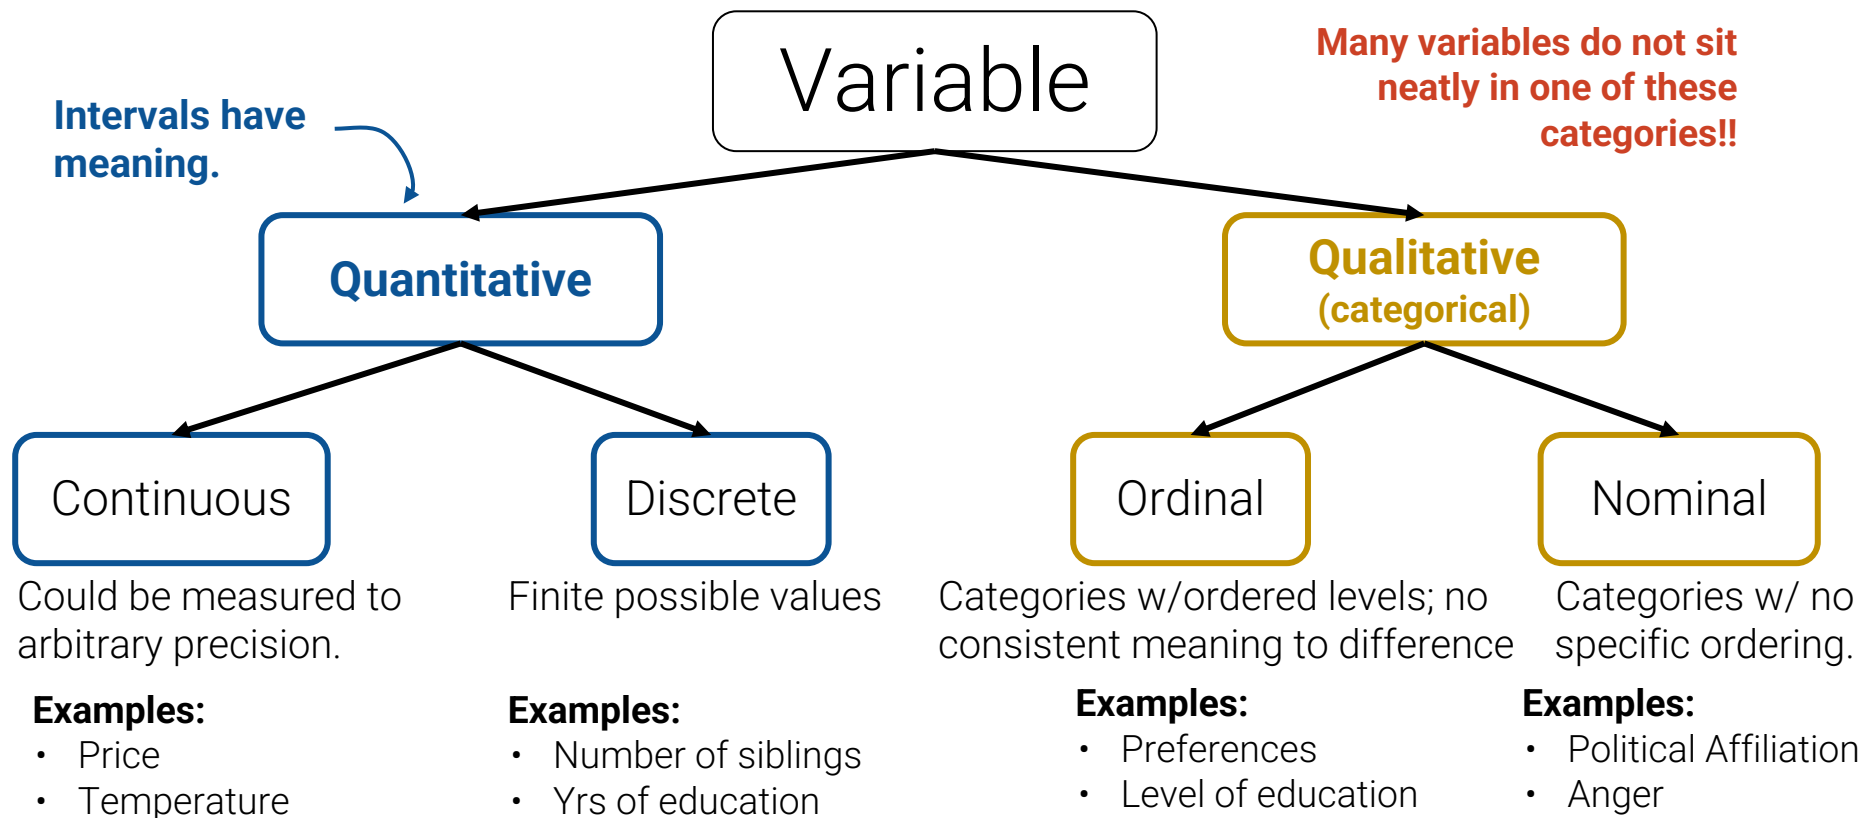 Variable
Many variables do not sit
neatly in one of these
categories!!
Intervals have
meaning.
Quantitative
Qualitative
(categorical)
Continuous
Discrete
Ordinal
Nominal
Could be measured to
arbitrary precision.
Finite possible values
Categories w/ordered levels; no
consistent meaning to difference
Categories w/ no
specific ordering.
Examples:
• Price
• Temperature
Examples:
• Number of siblings
• Yrs of education
Examples:
• Preferences
• Level of education
Examples:
• Political Affiliation
• Anger